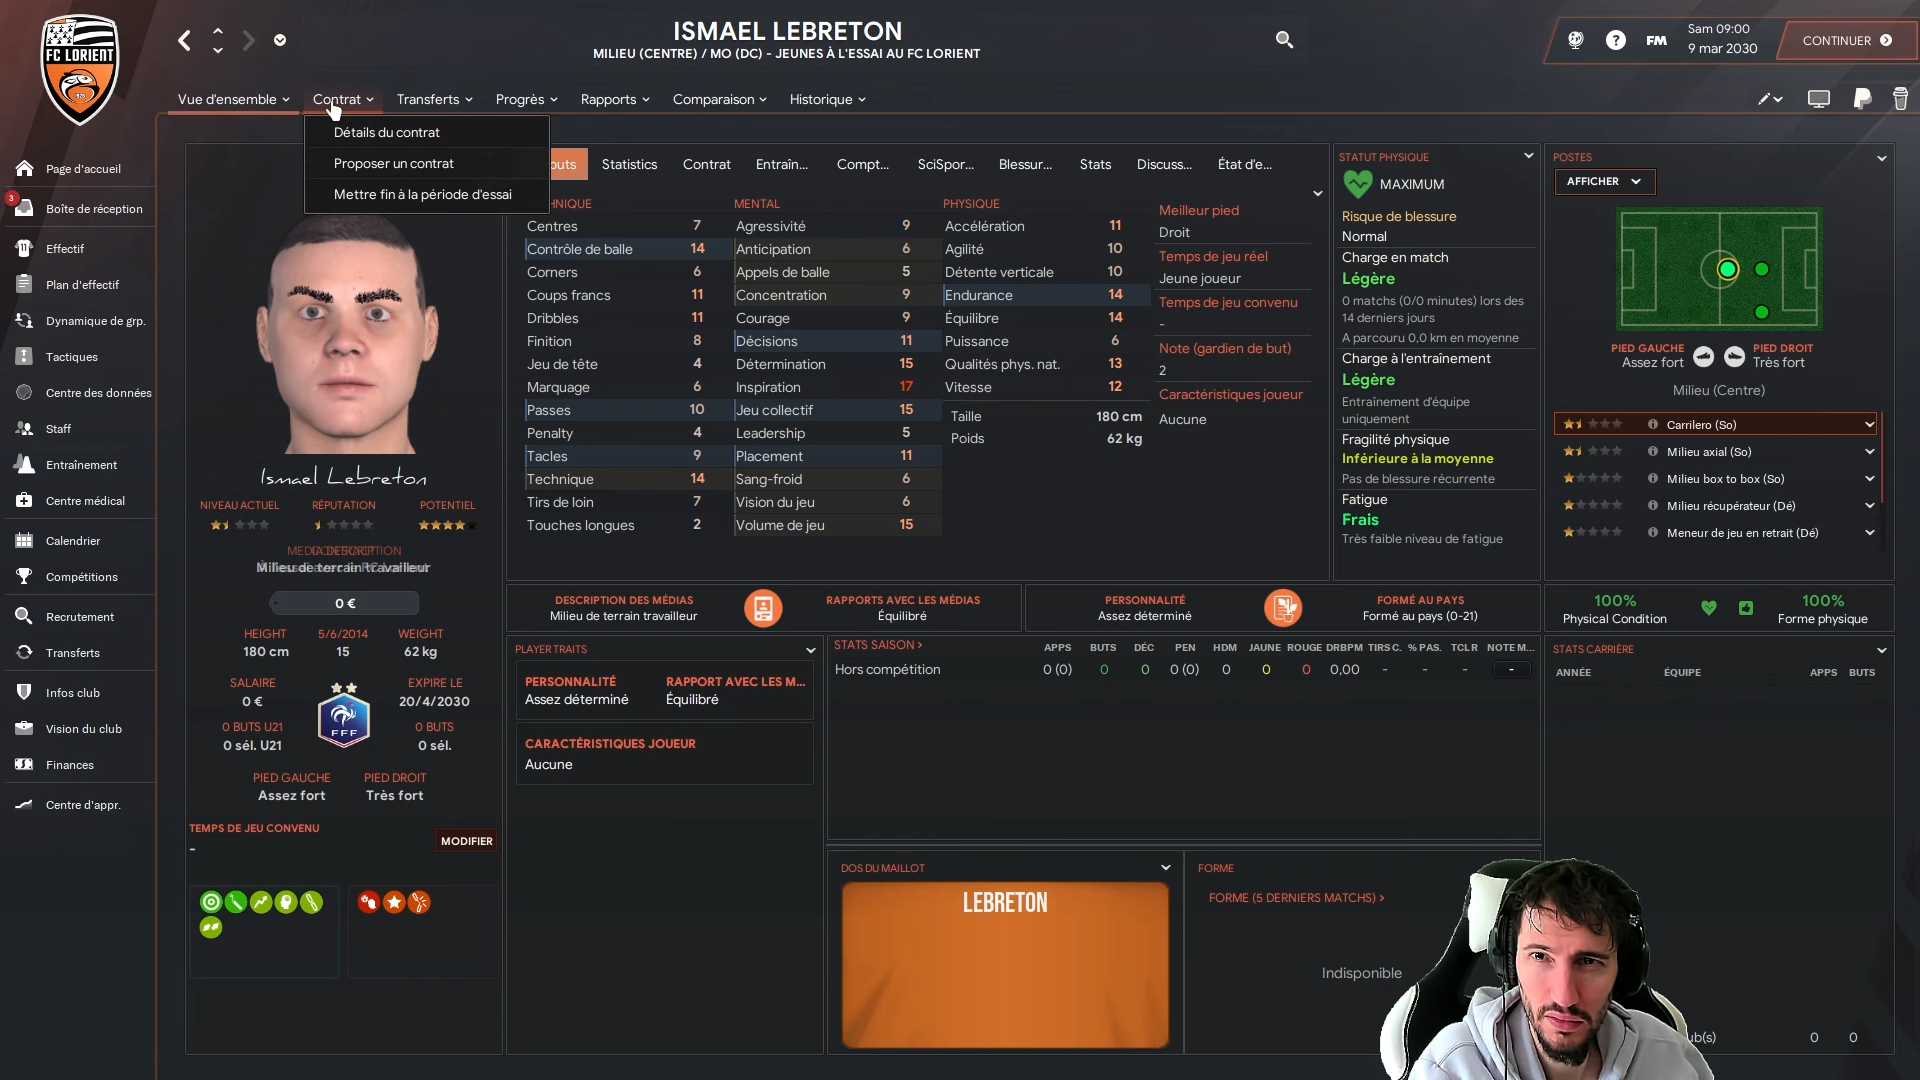 FC LORIENT
ISMAEL LEBRETON
MILIEU (CENTRE) / MO (DC) - JEUNES À L'ESSAI AU FC LORIENT
FM
Sam 09:00
9 mar 2030
CONTINUER
Vue d'ensemble
Contrat
Transferts
Progrès
Rapports
Comparaison
Historique
Détails du contrat
Proposer un contrat
Mettre fin à la période d'essai
Page d'accueil
3
Boîte de réception
Effectif
Plan d'effectif
Dynamique de grp.
Tactiques
Centre des données
Staff
Entraînement
Centre médical
Calendrier
Compétitions
Recrutement
Transferts
Infos club
Vision du club
Finances
Centre d'appr.
Ismael Lebreton
NIVEAU ACTUEL
RÉPUTATION
POTENTIEL
Milieu de terrain travailleur
0 €
HEIGHT
5/6/2014
WEIGHT
180 cm
15
62 kg
SALAIRE
EXPIRE LE
0 €
20/4/2030
FFF
0 BUTS U21
0 BUTS
0 sél. U21
0 sél.
PIED GAUCHE
PIED DROIT
Assez fort
Très fort
TEMPS DE JEU CONVENU
-
MODIFIER
outs
Statistics
Contrat
Entraîn...
Compt...
SciSpor...
Blessur...
Stats
Discuss...
État d'e...
HNIQUE
MENTAL
PHYSIQUE
Centres 7
Agressivité 9
Accélération 11
Contrôle de balle 14
Anticipation 6
Agilité 10
Corners 6
Appels de balle 5
Détente verticale 10
Coups francs 11
Concentration 9
Endurance 14
Dribbles 11
Courage 9
Équilibre 14
Finition 8
Décisions 11
Puissance 6
Jeu de tête 4
Détermination 15
Qualités phys. nat. 13
Marquage 6
Inspiration 17
Vitesse 12
Passes 10
Jeu collectif 15
Taille 180 cm
Penalty 4
Leadership 5
Poids 62 kg
Tacles 9
Placement 11
Technique 14
Sang-froid 6
Tirs de loin 7
Vision du jeu 6
Touches longues 2
Volume de jeu 15
Meilleur pied
Droit
Temps de jeu réel
Jeune joueur
Temps de jeu convenu
-
Note (gardien de but)
2
Caractéristiques joueur
Aucune
STATUT PHYSIQUE
MAXIMUM
Risque de blessure
Normal
Charge en match
Légère
0 matchs (0/0 minutes) lors des
14 derniers jours
A parcouru 0,0 km en moyenne
Charge à l'entraînement
Légère
Entraînement d'équipe
uniquement
Fragilité physique
Inférieure à la moyenne
Pas de blessure récurrente
Fatigue
Frais
Très faible niveau de fatigue
POSTES
AFFICHER
PIED GAUCHE
Assez fort
PIED DROIT
Très fort
Milieu (Centre)
Carrilero (So)
Milieu axial (So)
Milieu box to box (So)
Milieu récupérateur (Dé)
Meneur de jeu en retrait (Dé)
DESCRIPTION DES MÉDIAS
Milieu de terrain travailleur
RAPPORTS AVEC LES MÉDIAS
Équilibré
PERSONNALITÉ
Assez déterminé
FORMÉ AU PAYS
Formé au pays (0-21)
100%
Physical Condition
100%
Forme physique
PLAYER TRAITS
PERSONNALITÉ
RAPPORT AVEC LES M...
Assez déterminé
Équilibré
CARACTÉRISTIQUES JOUEUR
Aucune
STATS SAISON >
APPS BUTS DÉC PEN HDM JAUNE ROUGE DRBPM TIRS C. % PAS. TCL R NOTE M...
Hors compétition 0 (0) 0 0 0 (0) 0 0 0 0,00 - - - -
STATS CARRIÈRE
ANNÉE ÉQUIPE APPS BUTS
DOS DU MAILLOT
LEBRETON
FORME
FORME (5 DERNIERS MATCHS) >
Indisponible
ub(s) 0 0